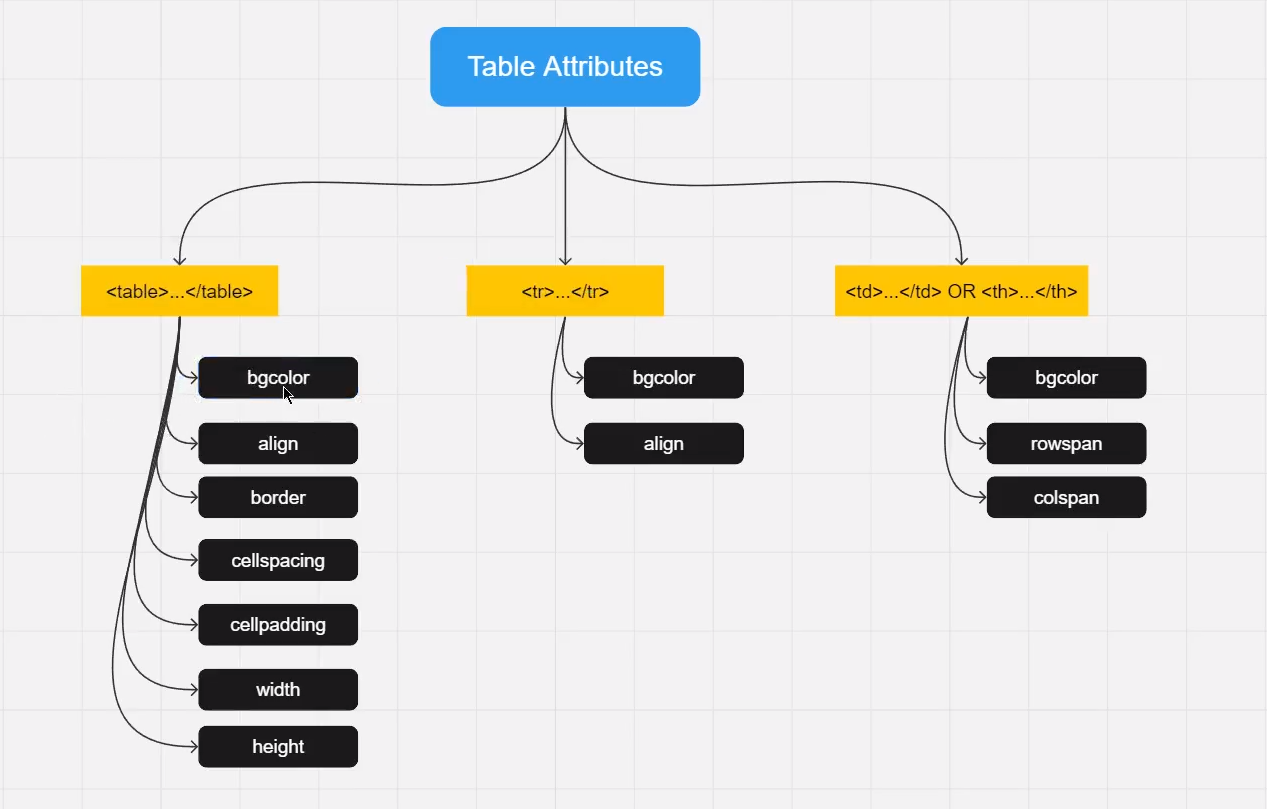 Table Attributes
<table>...</table>
<tr>...</tr>
<td>...</td> OR <th>...</th>
bgcolor
align
border
cellspacing
cellpadding
width
height
bgcolor
align
bgcolor
rowspan
colspan